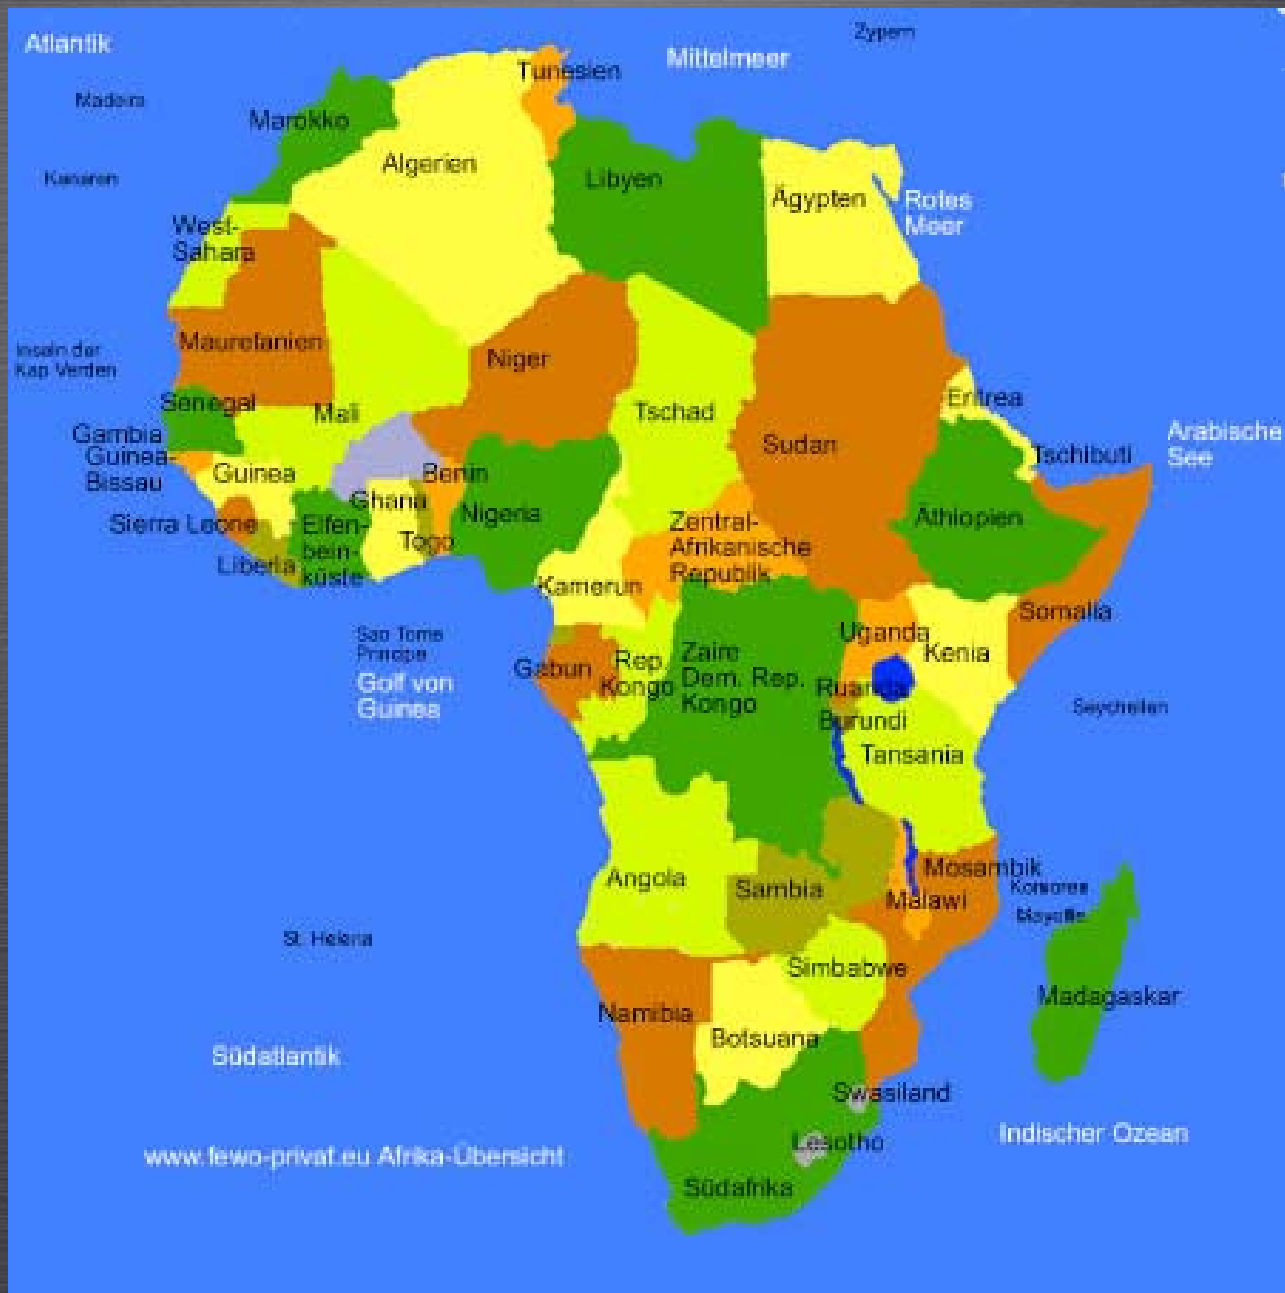 Atlantik
Zypern
Mittelmeer
Tunesien
Madeira
Marokko
Algerien
Libyen
Kanaren
Ägypten
Rotes
Meer
West-
Sahara
Mauretanien
Inseln der
Kap Verden
Niger
Senegal
Mali
Tschad
Eritrea
Sudan
Arabische
See
Gambia
Guinea-
Bissau
Guinea
Benin
Tschibuti
Ghana
Nigeria
Sierra Leone
Elfen-
bein-
küste
Togo
Zentral-
Afrikanische
Republik
Äthiopien
Liberia
Kamerun
Somalia
Sao Tome
Principe
Uganda
Kenia
Gabun
Rep.
Kongo
Zaire
Dem. Rep.
Kongo
Golf von
Guinea
Ruanda
Burundi
Seychellen
Tansania
Angola
Sambia
Mosambik
Malawi
Komoren
Mayotte
St. Helena
Simbabwe
Madagaskar
Namibia
Botsuana
Südatlantik
Swasiland
Indischer Ozean
Lesotho
www.fewo-privat.eu Afrika-Übersicht
Südafrika